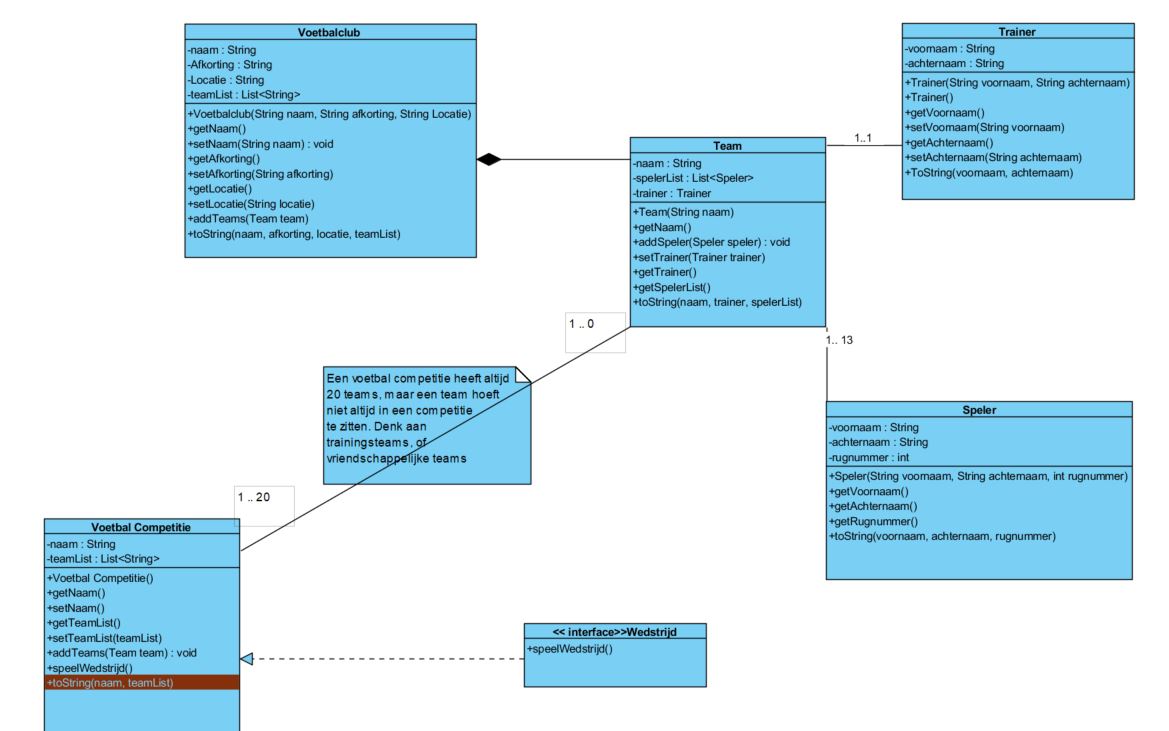 Voetbalclub
-naam : String
-Afkorting : String
-Locatie : String
-teamList : List<String>
+Voetbalclub(String naam, String afkorting, String Locatie)
+getNaam()
+setNaam(String naam) : void
+getAfkorting()
+setAfkorting(String afkorting)
+getLocatie()
+setLocatie(String locatie)
+addTeams(Team team)
+toString(naam, afkorting, locatie, teamList)
Trainer
-voornaam : String
-achternaam : String
+Trainer(String voornaam, String achternaam)
+Trainer()
+getVoornaam()
+setVoornaam(String voornaam)
+getAchternaam()
+setAchternaam(String achternaam)
+ToString(voornaam, achternaam)
1..1
Team
-naam : String
-spelerList : List<Speler>
-trainer : Trainer
+Team(String naam)
+getNaam()
+addSpeler(Speler speler) : void
+setTrainer(Trainer trainer)
+getTrainer()
+getSpelerList()
+toString(naam, trainer, spelerList)
1 .. 0
1.. 13
Een voetbal competitie heeft altijd
20 teams, maar een team hoeft
niet altijd in een competitie
te zitten. Denk aan
trainingsteams, of
vriendschappelijke teams
Speler
-voornaam : String
-achternaam : String
-rugnummer : int
+Speler(String voornaam, String achternaam, int rugnummer)
+getVoornaam()
+getAchternaam()
+getRugnummer()
+toString(voornaam, achternaam, rugnummer)
1 .. 20
Voetbal Competitie
-naam : String
-teamList : List<String>
+Voetbal Competitie()
+getNaam()
+setNaam()
+getTeamList()
+setTeamList(teamList)
+addTeams(Team team) : void
+speelWedstrijd()
+toString(naam, teamList)
<< interface>>Wedstrijd
+speelWedstrijd()